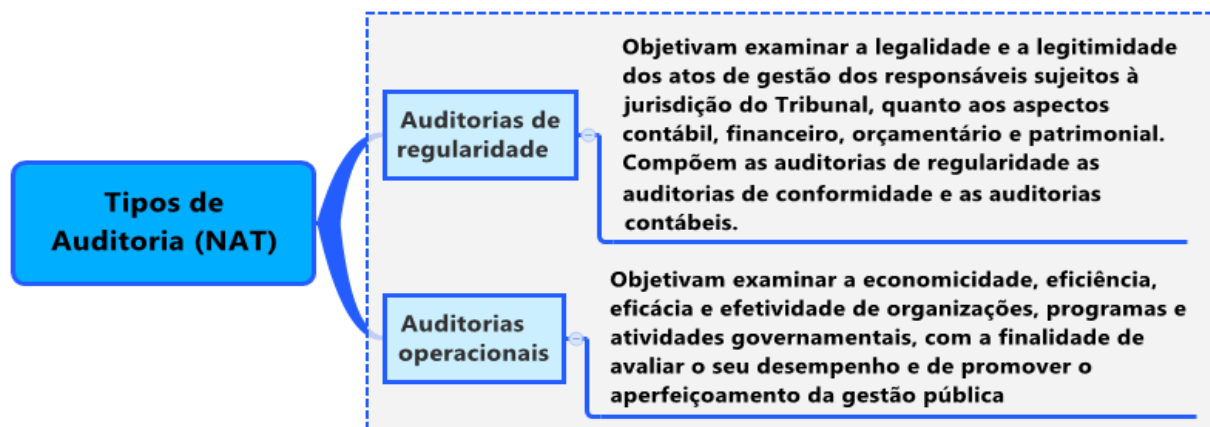 Tipos de
Auditoria (NAT)
Auditorias de
regularidade
Objetivam examinar a legalidade e a legitimidade
dos atos de gestão dos responsáveis sujeitos à
jurisdição do Tribunal, quanto aos aspectos
contábil, financeiro, orçamentário e patrimonial.
Compõem as auditorias de regularidade as
auditorias de conformidade e as auditorias
contábeis.
Auditorias
operacionais
Objetivam examinar a economicidade, eficiência,
eficácia e efetividade de organizações, programas e
atividades governamentais, com a finalidade de
avaliar o seu desempenho e de promover o
aperfeiçoamento da gestão pública